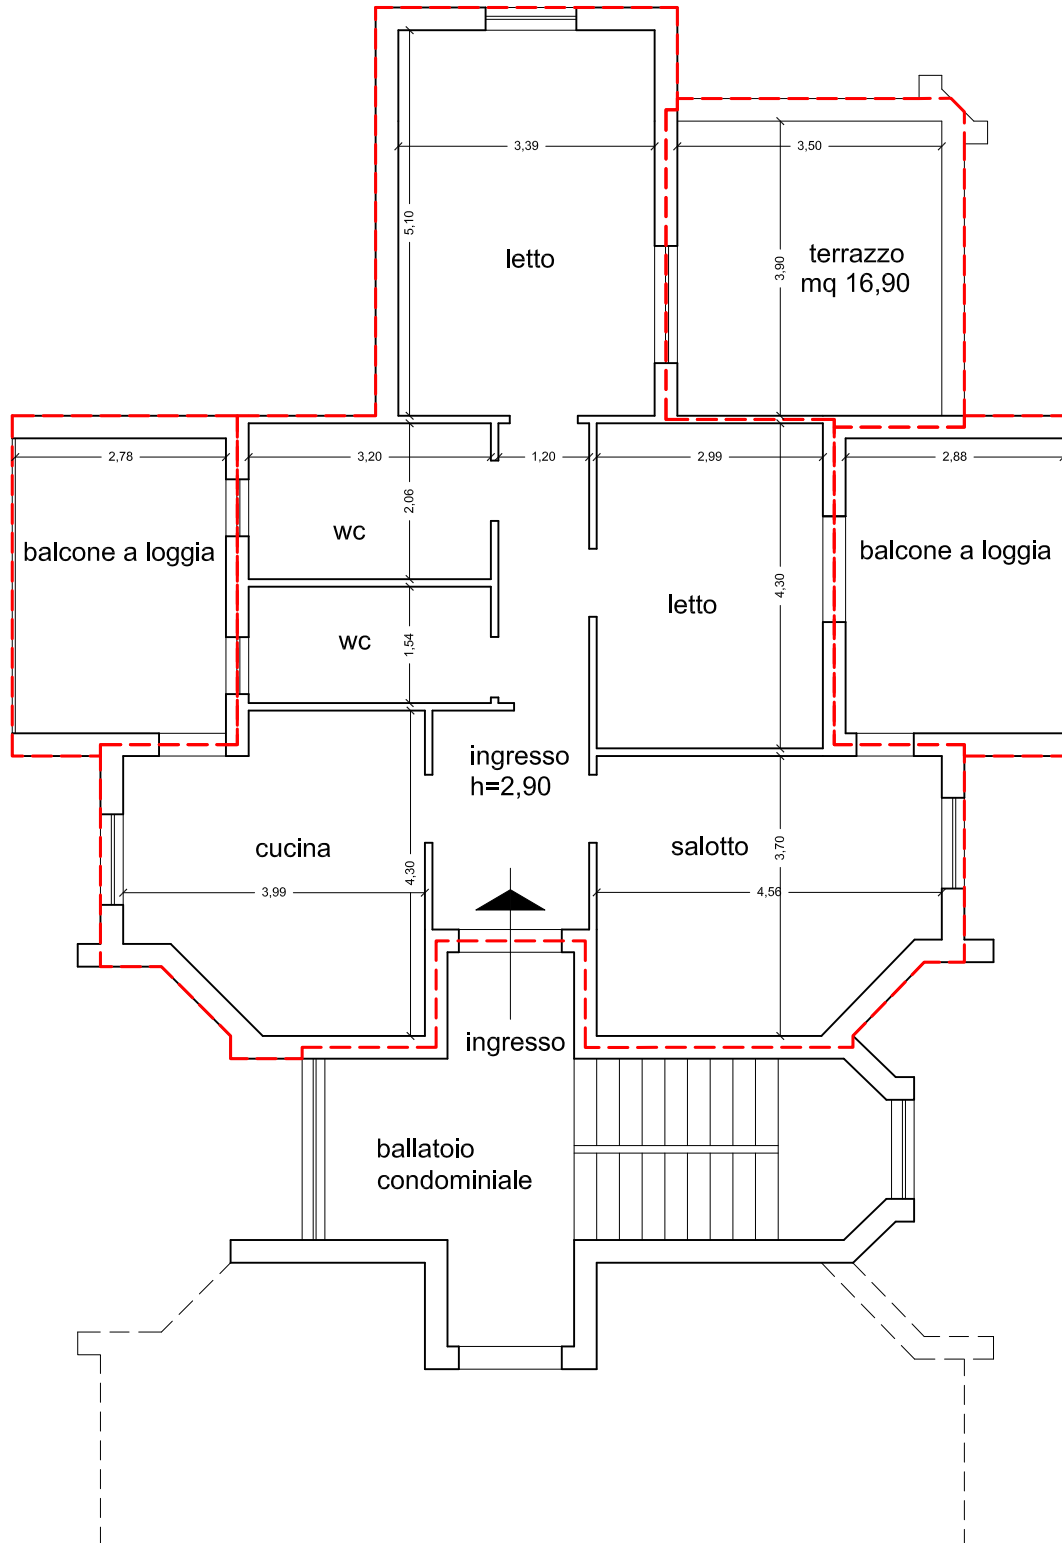 3,39
3,50
5,10
3,90
letto
terrazzo
mq 16,90
2,78
3,20
1,20
2,99
2,88
2,06
wc
balcone a loggia
balcone a loggia
4,30
letto
1,54
wc
ingresso
h=2,90
cucina
salotto
4,30
3,70
3,99
4,56
ingresso
ballatoio
condominiale